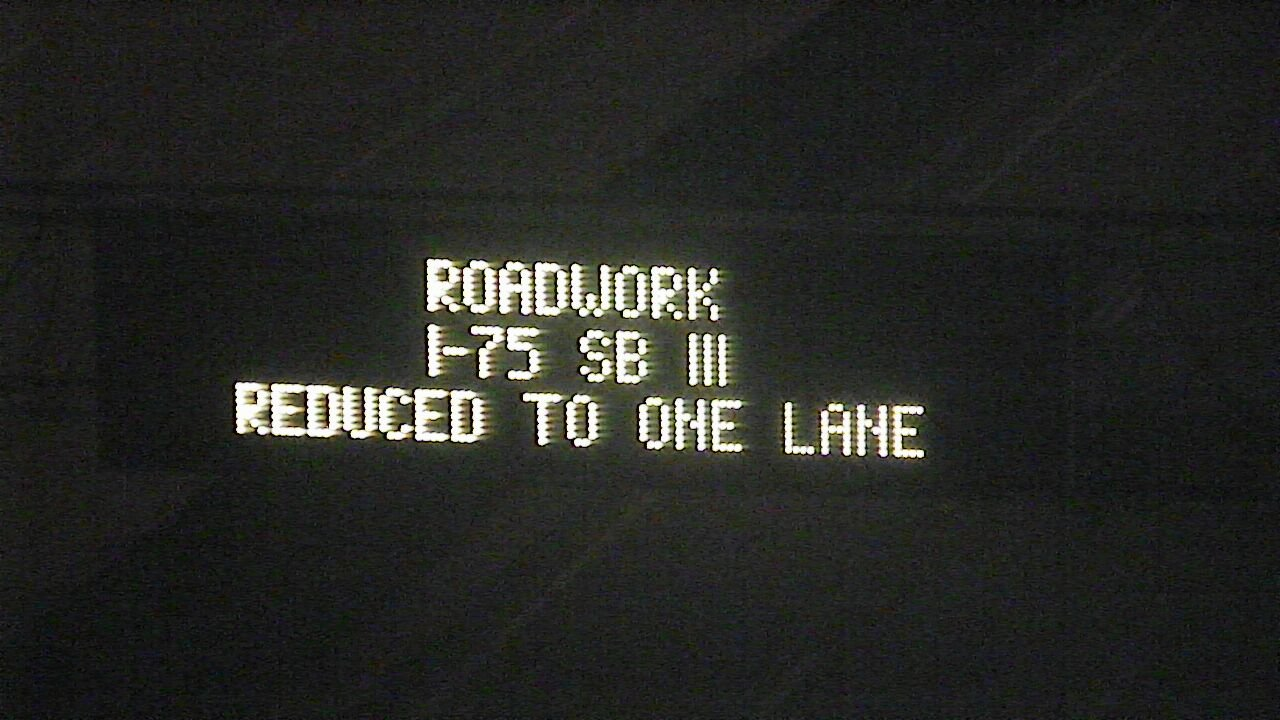 ROADWORK
I-75 SB III
REDUCED TO ONE LANE